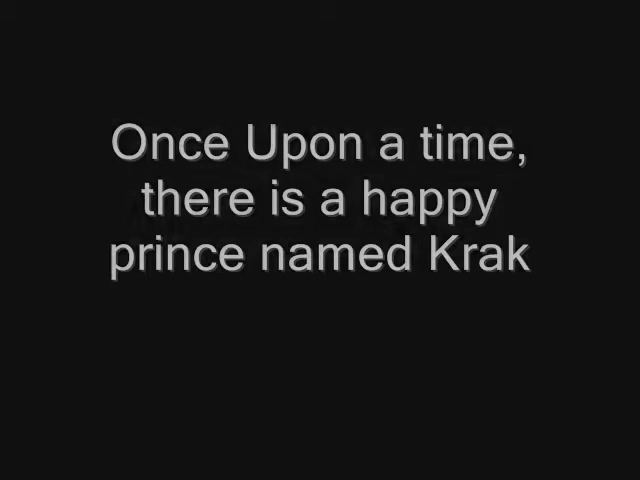 Once Upon a time,
there is a happy
prince named Krak